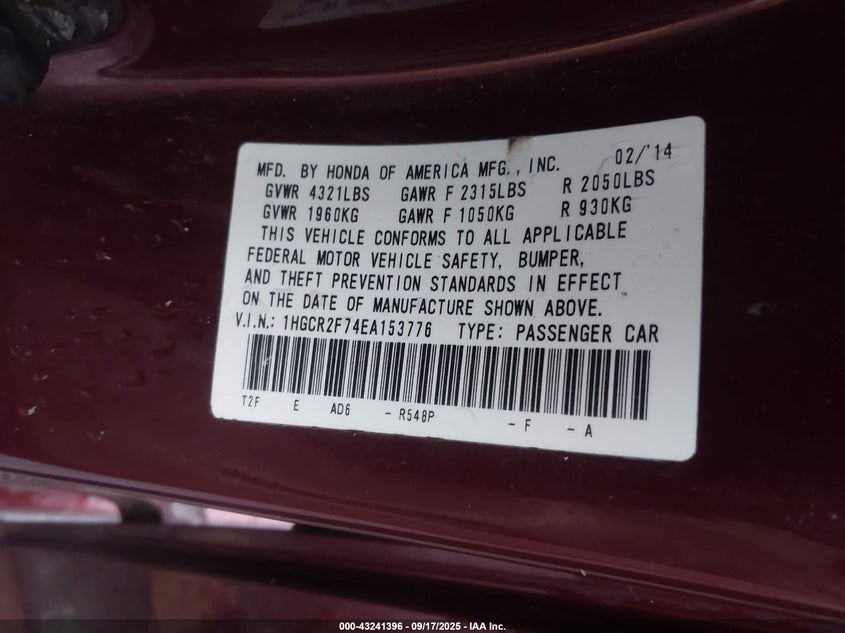 MFD. BY HONDA OF AMERICA MFG., INC. 02/'14
GVWR 4321LBS GAWR F 2315LBS R 2050LBS
GVWR 1960KG GAWR F 1050KG R 930KG
THIS VEHICLE CONFORMS TO ALL APPLICABLE
FEDERAL MOTOR VEHICLE SAFETY, BUMPER,
AND THEFT PREVENTION STANDARDS IN EFFECT
ON THE DATE OF MANUFACTURE SHOWN ABOVE.
V.I.N.: 1HGCR2F74EA153776 TYPE: PASSENGER CAR
T2F E AD6 - R548P - F - A
000-43241396 - 09/17/2025 - IAA Inc.